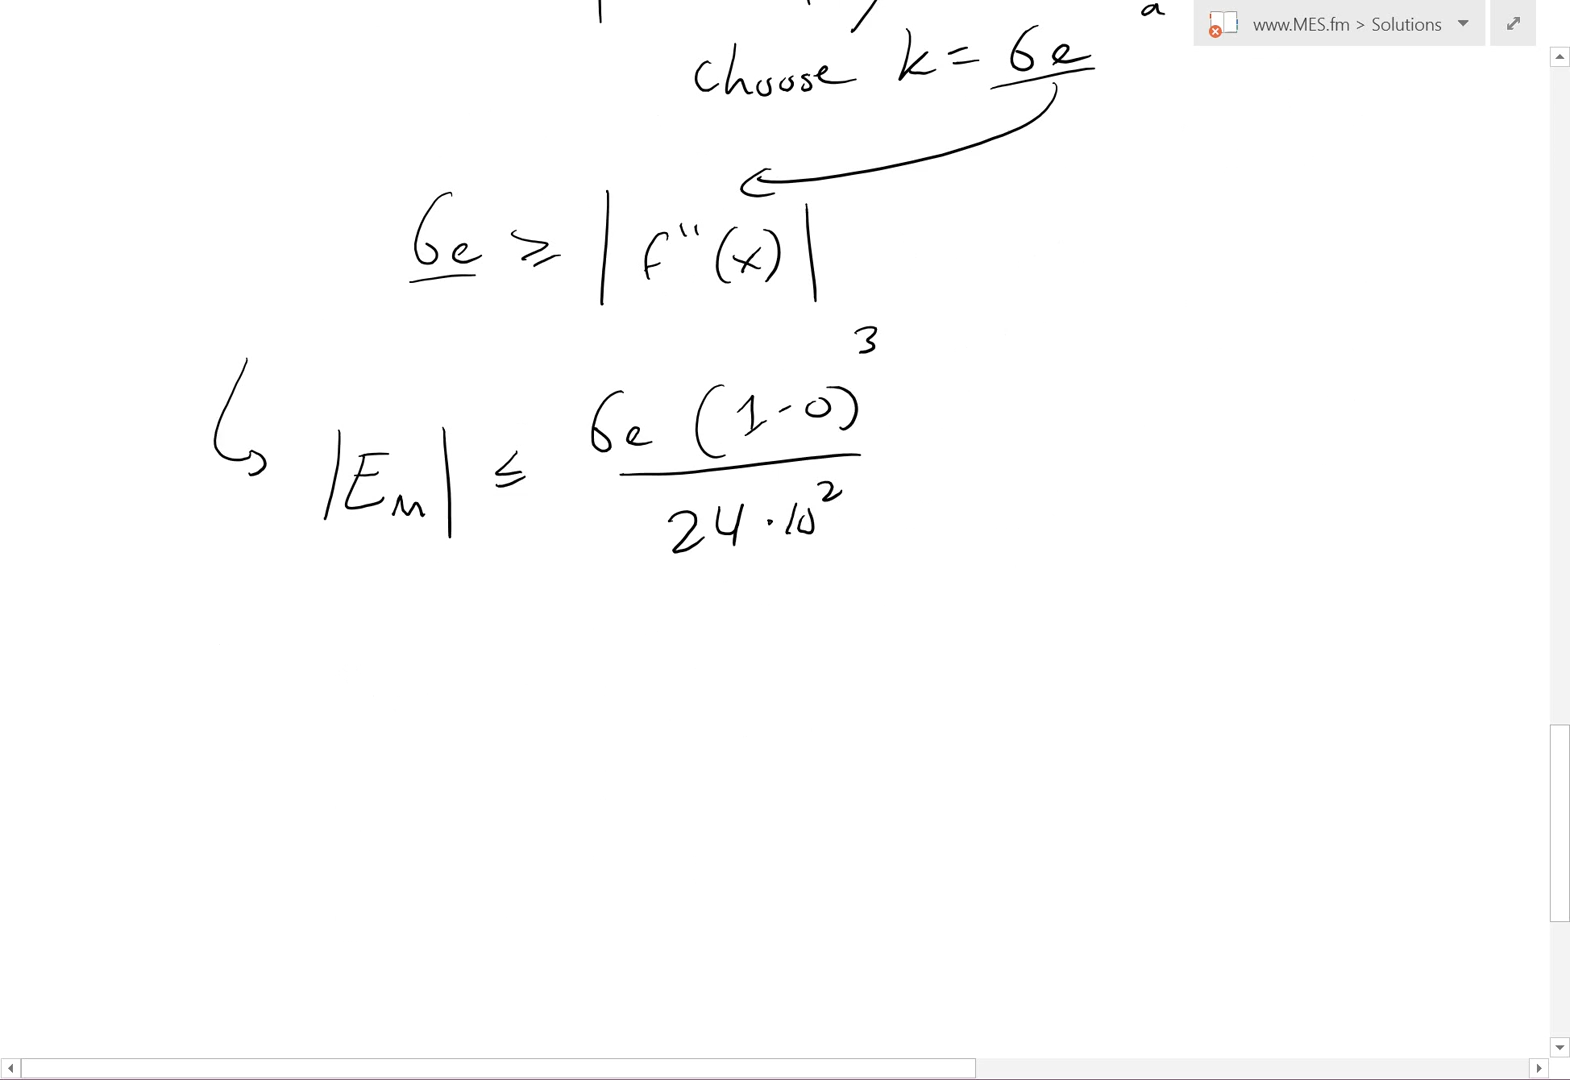 www.MES.fm > Solutions
choose k = 6e
6e ≥ |f''(x)|
|E_M| ≤ 6e (1-0)^3 / 24·10^2